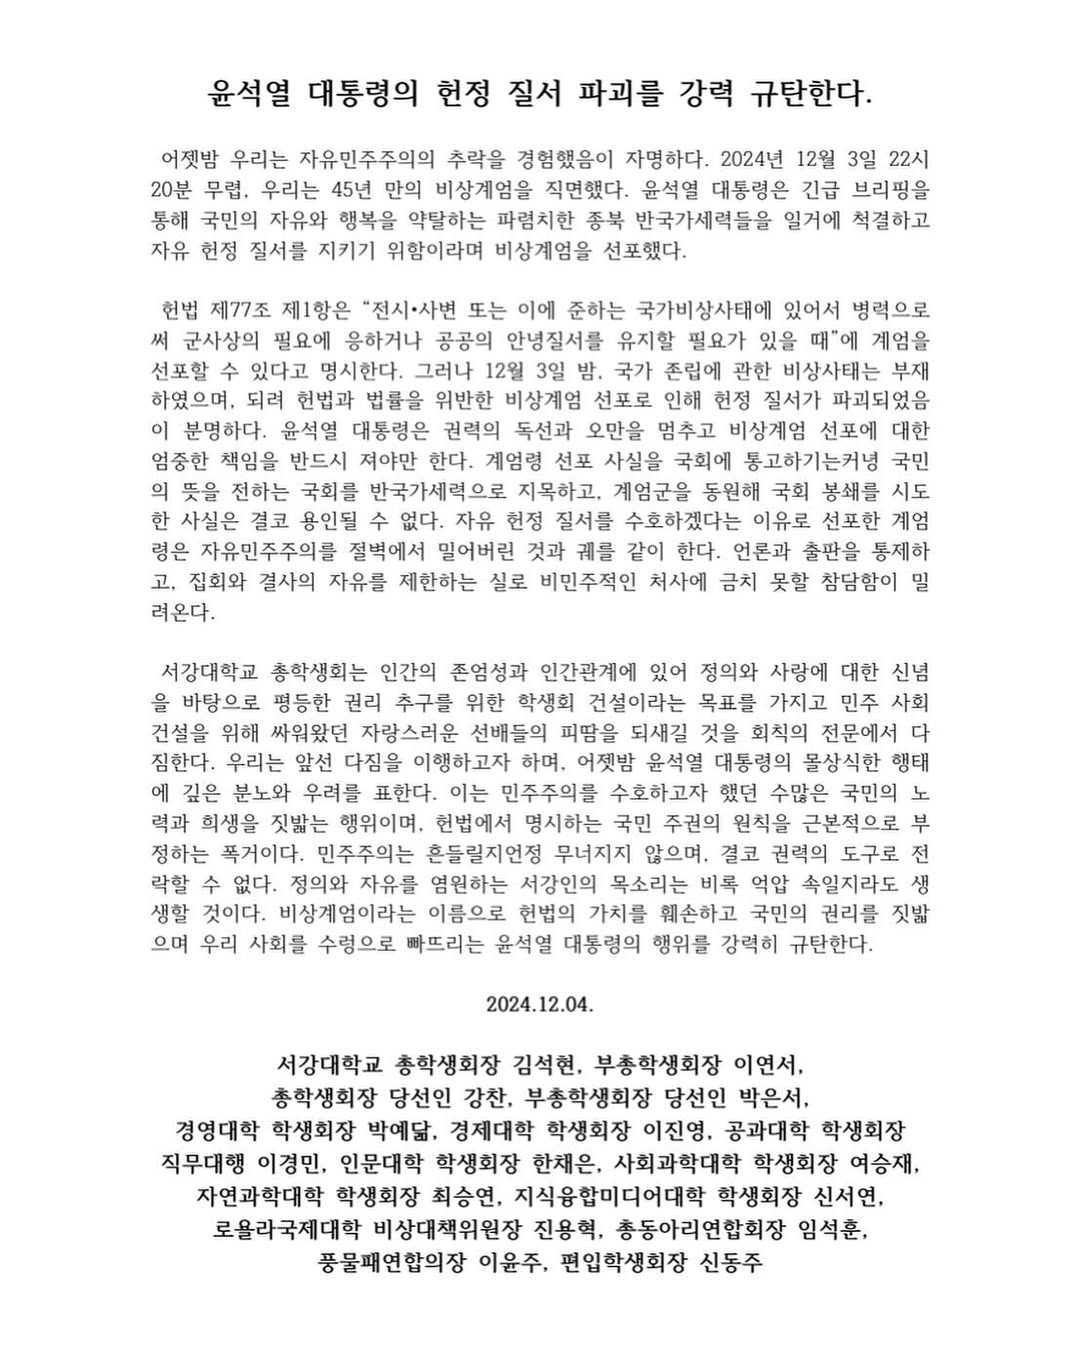 윤석열 대통령의 헌정 질서 파괴를 강력 규탄한다.
어젯밤 우리는 자유민주주의의 추락을 경험했음이 자명하다. 2024년 12월 3일 22시
20분 무렵, 우리는 45년 만의 비상계엄을 직면했다. 윤석열 대통령은 긴급 브리핑을
통해 국민의 자유와 행복을 약탈하는 파렴치한 종북 반국가세력들을 일거에 척결하고
자유 헌정 질서를 지키기 위함이라며 비상계엄을 선포했다.
헌법 제77조 제1항은 “전시•사변 또는 이에 준하는 국가비상사태에 있어서 병력으로
써 군사상의 필요에 응하거나 공공의 안녕질서를 유지할 필요가 있을 때”에 계엄을
선포할 수 있다고 명시한다. 그러나 12월 3일 밤, 국가 존립에 관한 비상사태는 부재
하였으며, 되려 헌법과 법률을 위반한 비상계엄 선포로 인해 헌정 질서가 파괴되었음
이 분명하다. 윤석열 대통령은 권력의 독선과 오만을 멈추고 비상계엄 선포에 대한
엄중한 책임을 반드시 져야만 한다. 계엄령 선포 사실을 국회에 통고하기는커녕 국민
의 뜻을 전하는 국회를 반국가세력으로 지목하고, 계엄군을 동원해 국회 봉쇄를 시도
한 사실은 결코 용인될 수 없다. 자유 헌정 질서를 수호하겠다는 이유로 선포한 계엄
령은 자유민주주의를 절벽에서 밀어버린 것과 궤를 같이 한다. 언론과 출판을 통제하
고, 집회와 결사의 자유를 제한하는 실로 비민주적인 처사에 금치 못할 참담함이 밀
려온다.
서강대학교 총학생회는 인간의 존엄성과 인간관계에 있어 정의와 사랑에 대한 신념
을 바탕으로 평등한 권리 추구를 위한 학생회 건설이라는 목표를 가지고 민주 사회
건설을 위해 싸워왔던 자랑스러운 선배들의 피땀을 되새길 것을 회칙의 전문에서 다
짐한다. 우리는 앞선 다짐을 이행하고자 하며, 어젯밤 윤석열 대통령의 몰상식한 행태
에 깊은 분노와 우려를 표한다. 이는 민주주의를 수호하고자 했던 수많은 국민의 노
력과 희생을 짓밟는 행위이며, 헌법에서 명시하는 국민 주권의 원칙을 근본적으로 부
정하는 폭거이다. 민주주의는 흔들릴지언정 무너지지 않으며, 결코 권력의 도구로 전
락할 수 없다. 정의와 자유를 염원하는 서강인의 목소리는 비록 억압 속일지라도 생
생할 것이다. 비상계엄이라는 이름으로 헌법의 가치를 훼손하고 국민의 권리를 짓밟
으며 우리 사회를 수렁으로 빠뜨리는 윤석열 대통령의 행위를 강력히 규탄한다.
2024.12.04.
서강대학교 총학생회장 김석현, 부총학생회장 이연서,
총학생회장 당선인 강찬, 부총학생회장 당선인 박은서,
경영대학 학생회장 박예닮, 경제대학 학생회장 이진영, 공과대학 학생회장
직무대행 이경민, 인문대학 학생회장 한채은, 사회과학대학 학생회장 여승재,
자연과학대학 학생회장 최승연, 지식융합미디어대학 학생회장 신서연,
로욜라국제대학 비상대책위원장 진용혁, 총동아리연합회장 임석훈,
풍물패연합의장 이윤주, 편입학생회장 신동주